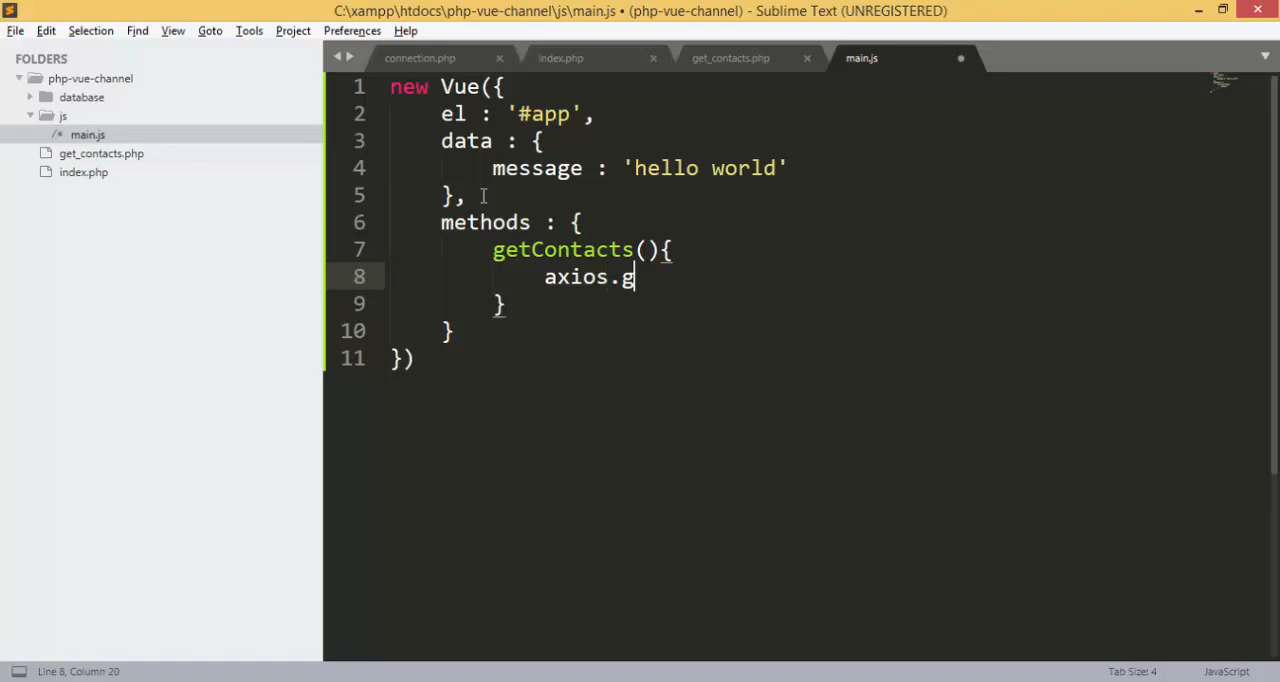 C:\xampp\htdocs\php-vue-channel\js\main.js • (php-vue-channel) - Sublime Text (UNREGISTERED)
File Edit Selection Find View Goto Tools Project Preferences Help
FOLDERS
php-vue-channel
database
js
/* main.js
get_contacts.php
index.php
connection.php × index.php × get_contacts.php × main.js
1 new Vue({
2 el : '#app',
3 data : {
4 message : 'hello world'
5 },
6 methods : {
7 getContacts(){
8 axios.g
9 }
10 }
11 })
Line 8, Column 20 Tab Size: 4 JavaScript